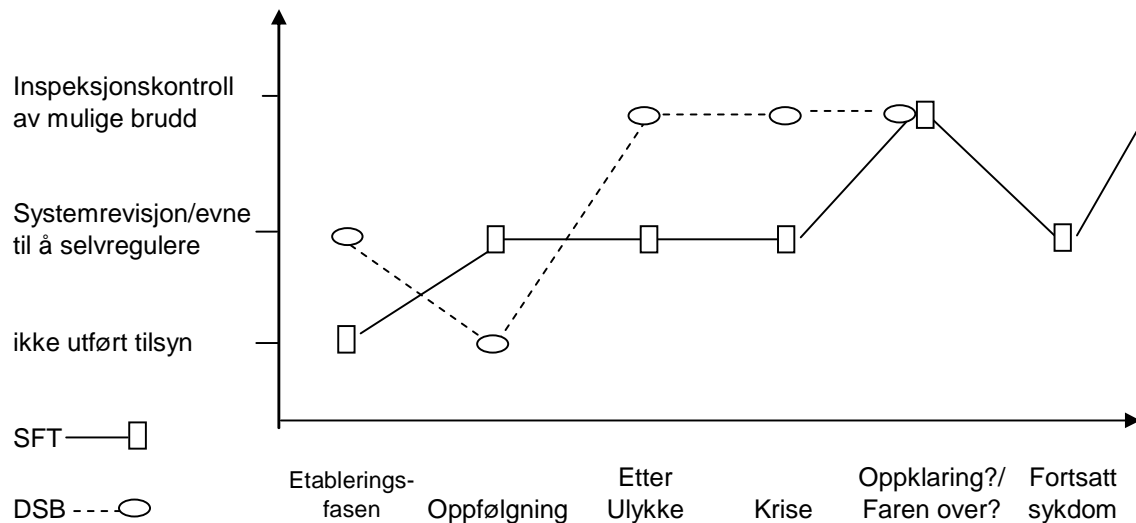 Inspeksjonskontroll
av mulige brudd
Systemrevisjon/evne
til å selvregulere
ikke utført tilsyn
SFT
DSB
Etablerings-
fasen
Oppfølgning
Etter
Ulykke
Krise
Oppklaring?/
Faren over?
Fortsatt
sykdom